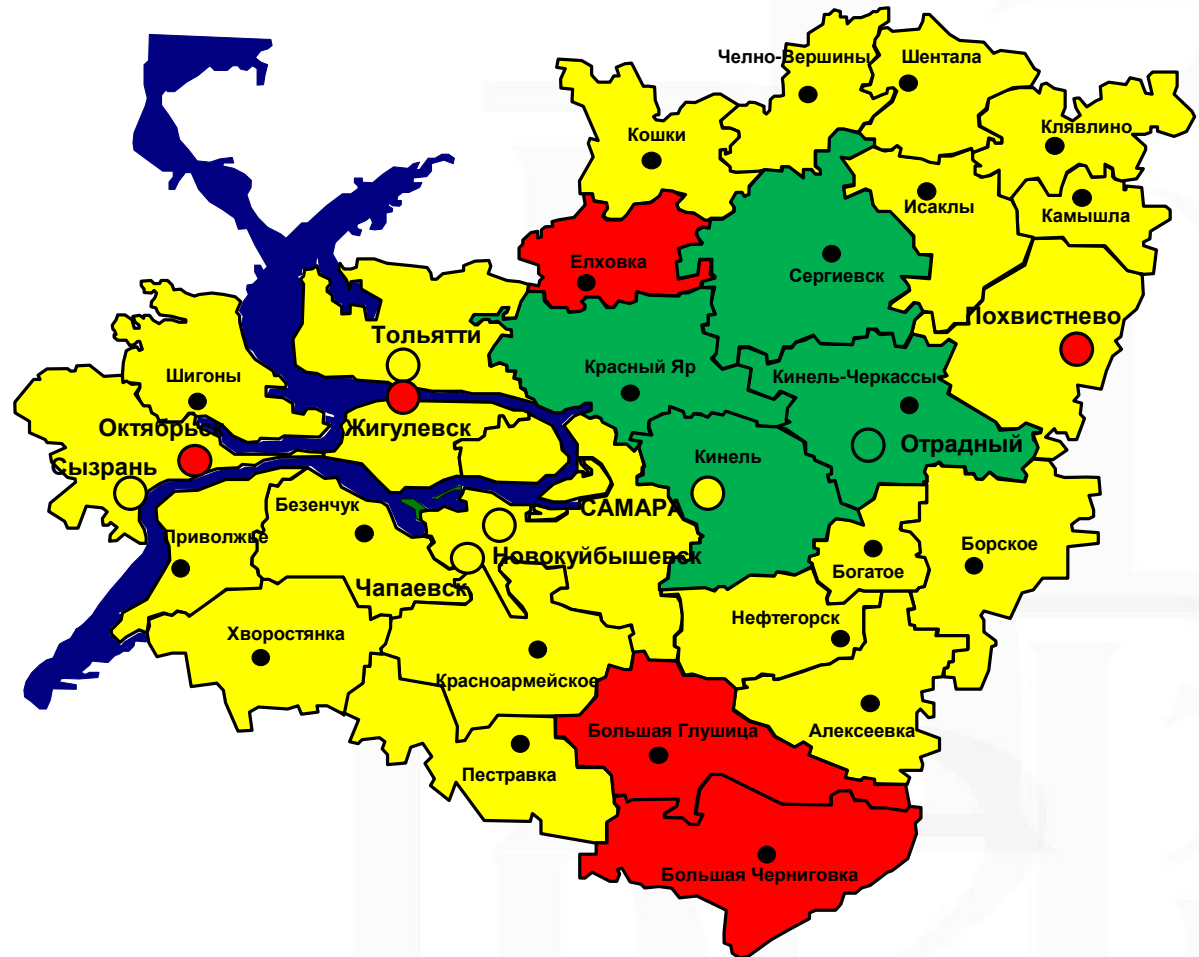 Челно-Вершины
Шентала
Кошки
Клявлино
Исаклы
Камышла
Елховка
Сергиевск
Похвистнево
Тольятти
Красный Яр
Кинель-Черкассы
Шигоны
Октябрьск
Жигулевск
Отрадный
Сызрань
Кинель
Безенчук
САМАРА
Приволжье
Новокуйбышевск
Борское
Богатое
Чапаевск
Нефтегорск
Хворостянка
Красноармейское
Большая Глушица
Алексеевка
Пестравка
Большая Черниговка